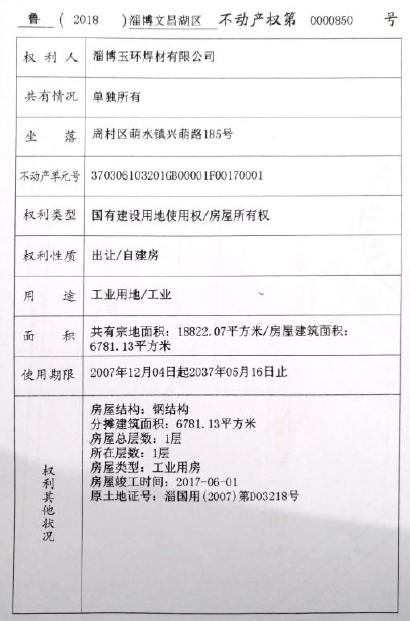 鲁 ( 2018 ) 淄博文昌湖区 不动产权第 0000850 号
权利人 淄博玉环焊材有限公司
共有情况 单独所有
坐落 周村区萌水镇兴萌路185号
不动产单元号 370306103201GB00001F00170001
权利类型 国有建设用地使用权/房屋所有权
权利性质 出让/自建房
用途 工业用地/工业
面积 共有宗地面积：18822.07平方米/房屋建筑面积：
6781.13平方米
使用期限 2007年12月04日起2037年05月16日止
权利其他状况
房屋结构：钢结构
分摊建筑面积：6781.13平方米
房屋总层数：1层
所在层数：1层
房屋类型：工业用房
房屋竣工时间：2017-06-01
原土地证号：淄国用(2007)第D03218号